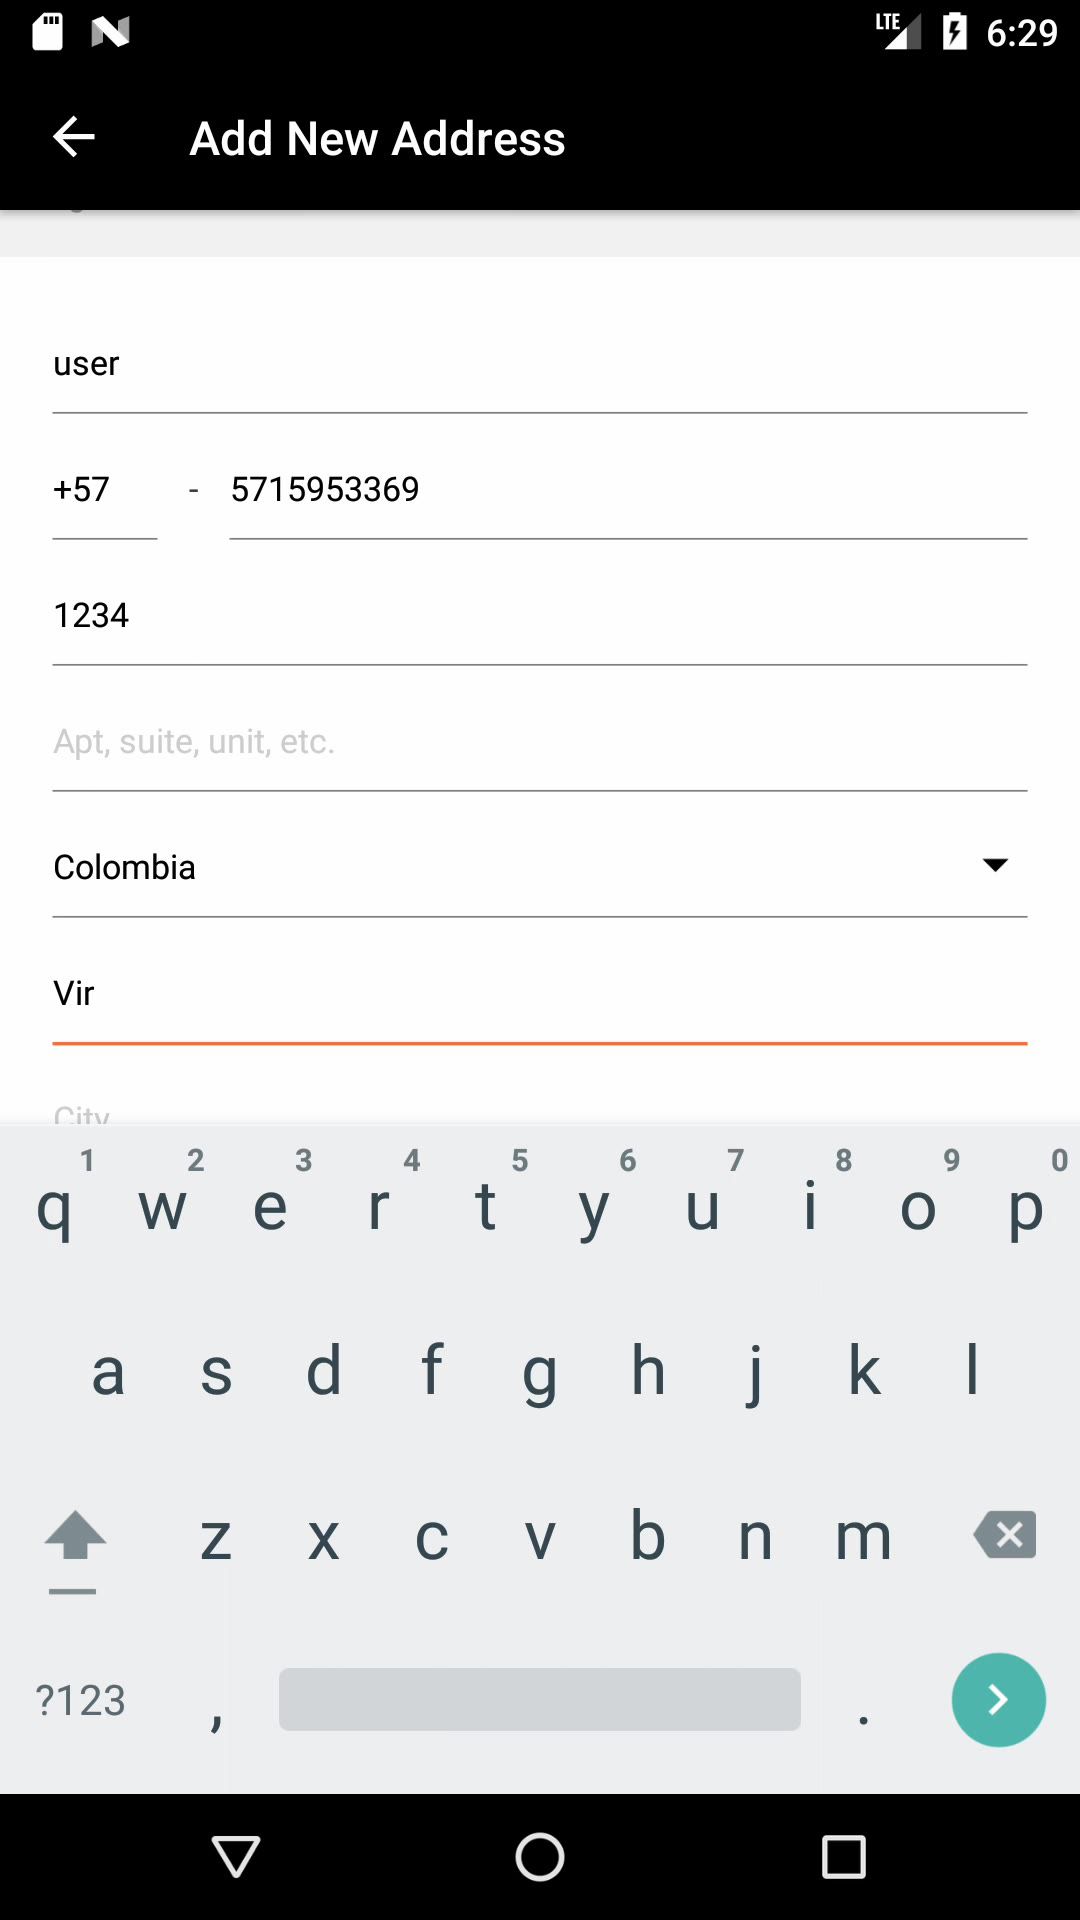 LTE 6:29
Add New Address
user
+57 - 5715953369
1234
Apt, suite, unit, etc.
Colombia
Vir
City
1 2 3 4 5 6 7 8 9 0
q w e r t y u i o p
a s d f g h j k l
z x c v b n m
?123 , .